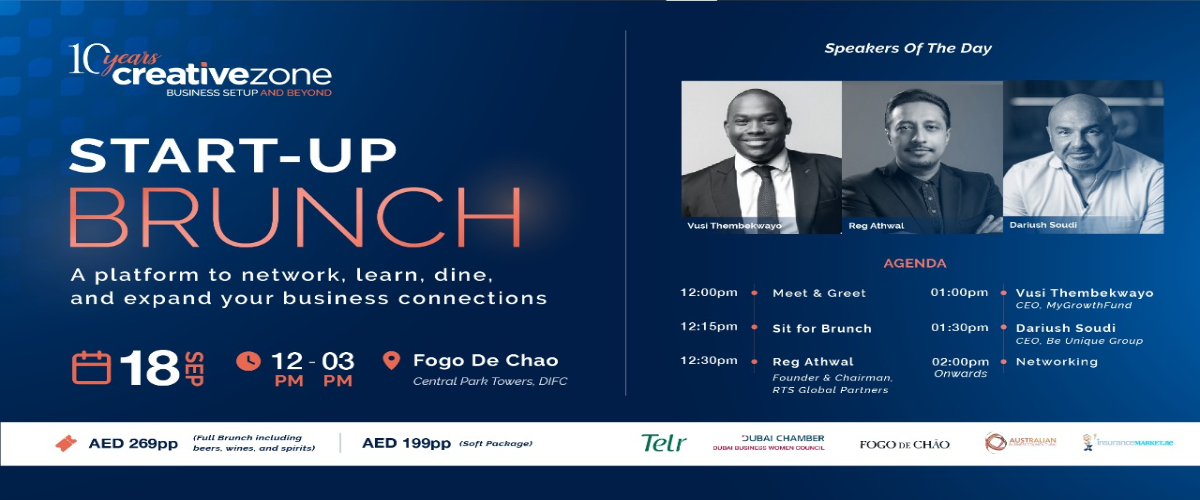 10 years
creativezone
BUSINESS SETUP AND BEYOND
START-UP
BRUNCH
A platform to network, learn, dine,
and expand your business connections
18 SEP
12 - 03
PM PM
Fogo De Chao
Central Park Towers, DIFC
Speakers Of The Day
Vusi Thembekwayo
Reg Athwal
Dariush Soudi
AGENDA
12:00pm Meet & Greet
12:15pm Sit for Brunch
12:30pm Reg Athwal
Founder & Chairman,
RTS Global Partners
01:00pm Vusi Thembekwayo
CEO, MyGrowthFund
01:30pm Dariush Soudi
CEO, Be Unique Group
02:00pm Networking
Onwards
AED 269pp (Full Brunch including
beers, wines, and spirits)
AED 199pp (Soft Package)
Telr
DUBAI CHAMBER
DUBAI BUSINESS WOMEN COUNCIL
FOGO DE CHÃO
AUSTRALIAN
insuranceMARKET.ae